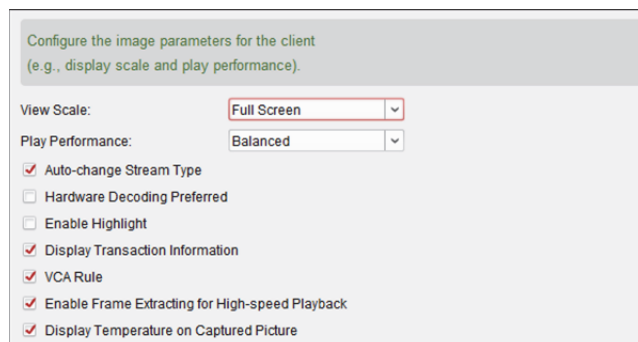 Configure the image parameters for the client
(e.g., display scale and play performance).
View Scale: Full Screen
Play Performance: Balanced
Auto-change Stream Type
Hardware Decoding Preferred
Enable Highlight
Display Transaction Information
VCA Rule
Enable Frame Extracting for High-speed Playback
Display Temperature on Captured Picture